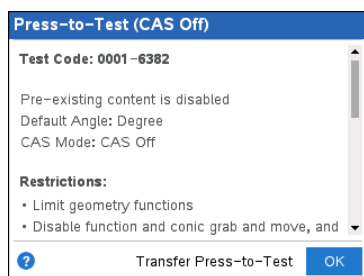 Press-to-Test (CAS Off)
Test Code: 0001-6382
Pre-existing content is disabled
Default Angle: Degree
CAS Mode: CAS Off
Restrictions:
• Limit geometry functions
• Disable function and conic grab and move, and
? Transfer Press-to-Test OK